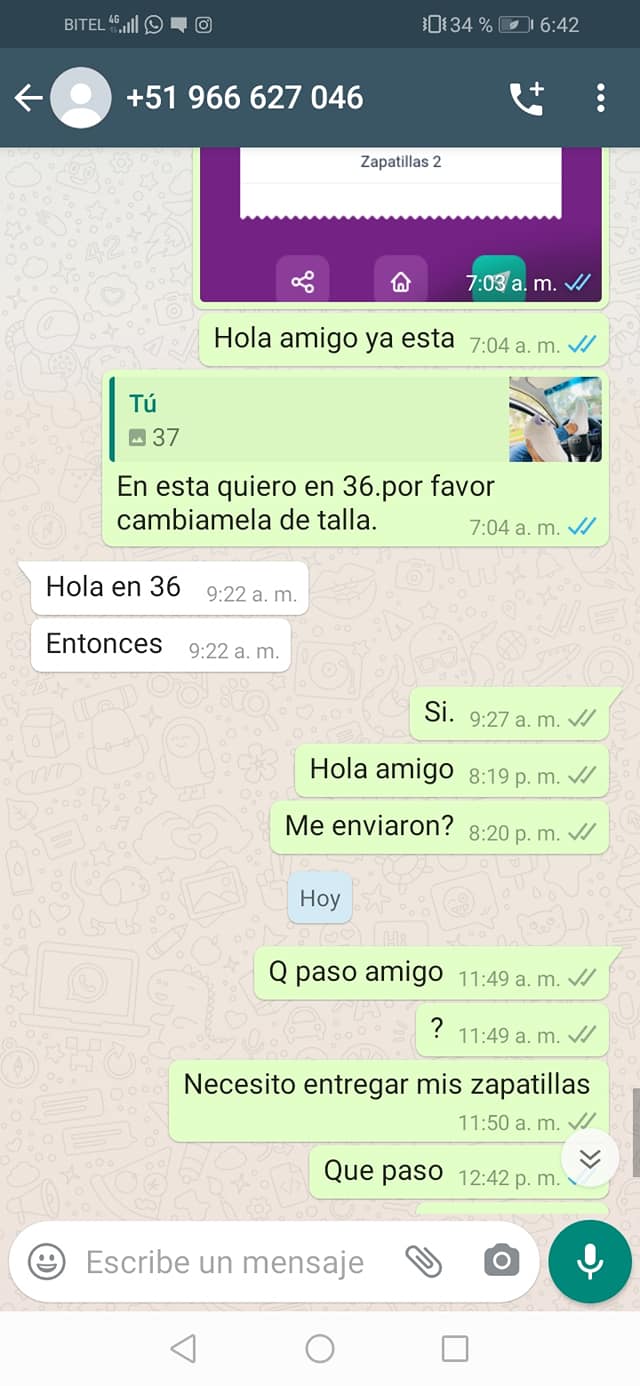 BITEL 4G 34 % 6:42
+51 966 627 046
Zapatillas 2
7:03 a. m.
Hola amigo ya esta 7:04 a. m.
Tú
37
En esta quiero en 36.por favor
cambiamela de talla. 7:04 a. m.
Hola en 36 9:22 a. m.
Entonces 9:22 a. m.
Si. 9:27 a. m.
Hola amigo 8:19 p. m.
Me enviaron? 8:20 p. m.
Hoy
Q paso amigo 11:49 a. m.
? 11:49 a. m.
Necesito entregar mis zapatillas
11:50 a. m.
Que paso 12:42 p. m.
Escribe un mensaje